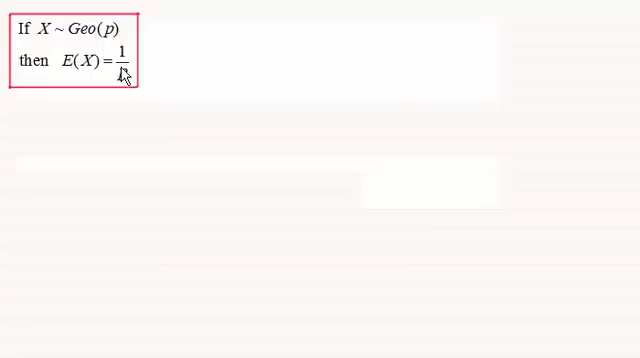 If X ~ Geo(p)
then E(X) = 1/p